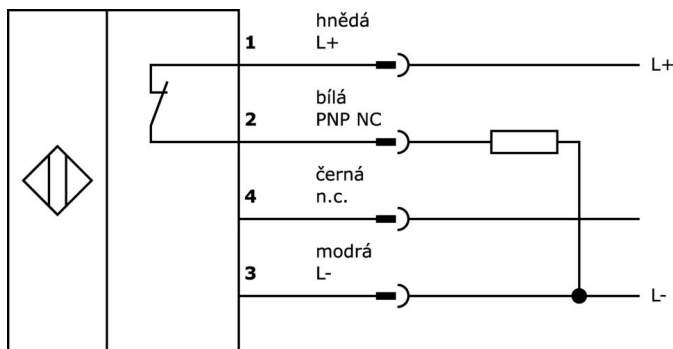 hnědá
1 L+
L+
bílá
2 PNP NC
černá
4 n.c.
modrá
3 L-
L-